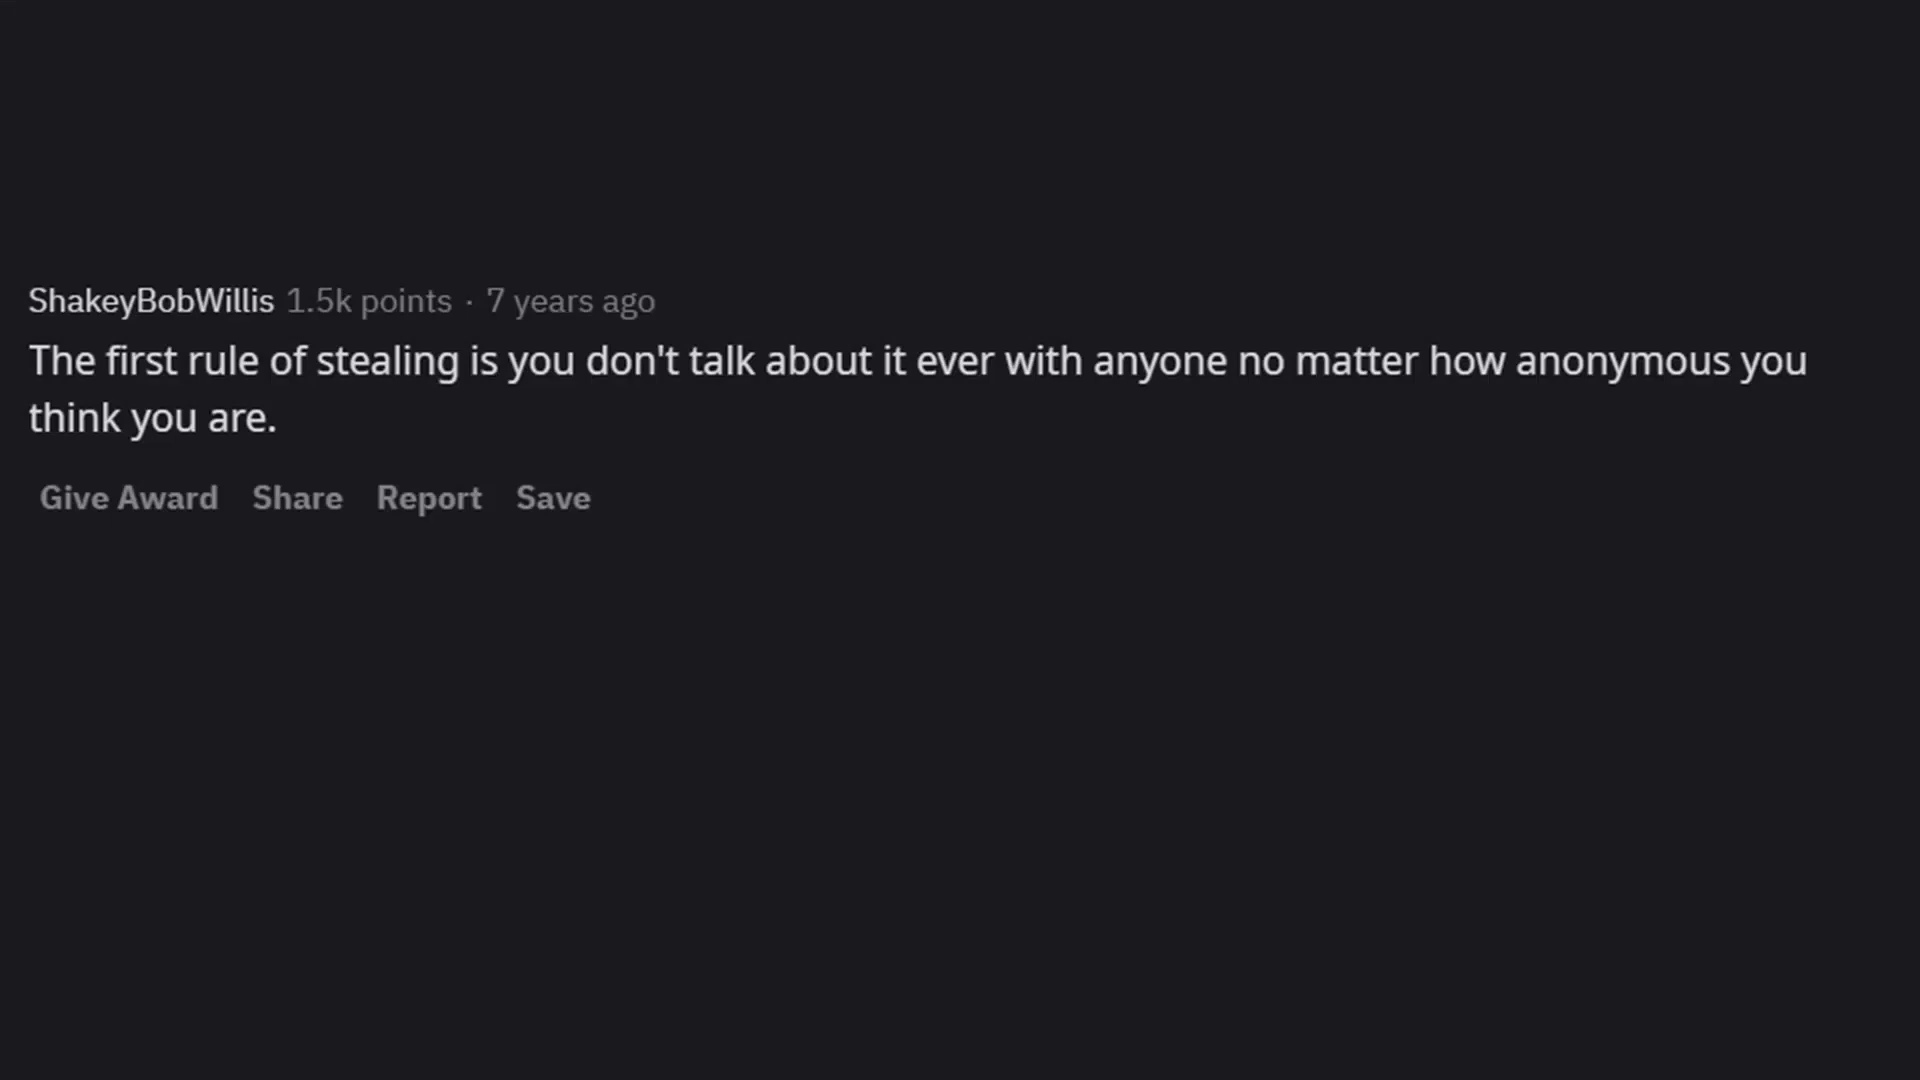 ShakeyBobWillis 1.5k points · 7 years ago
The first rule of stealing is you don't talk about it ever with anyone no matter how anonymous you
think you are.
Give Award Share Report Save